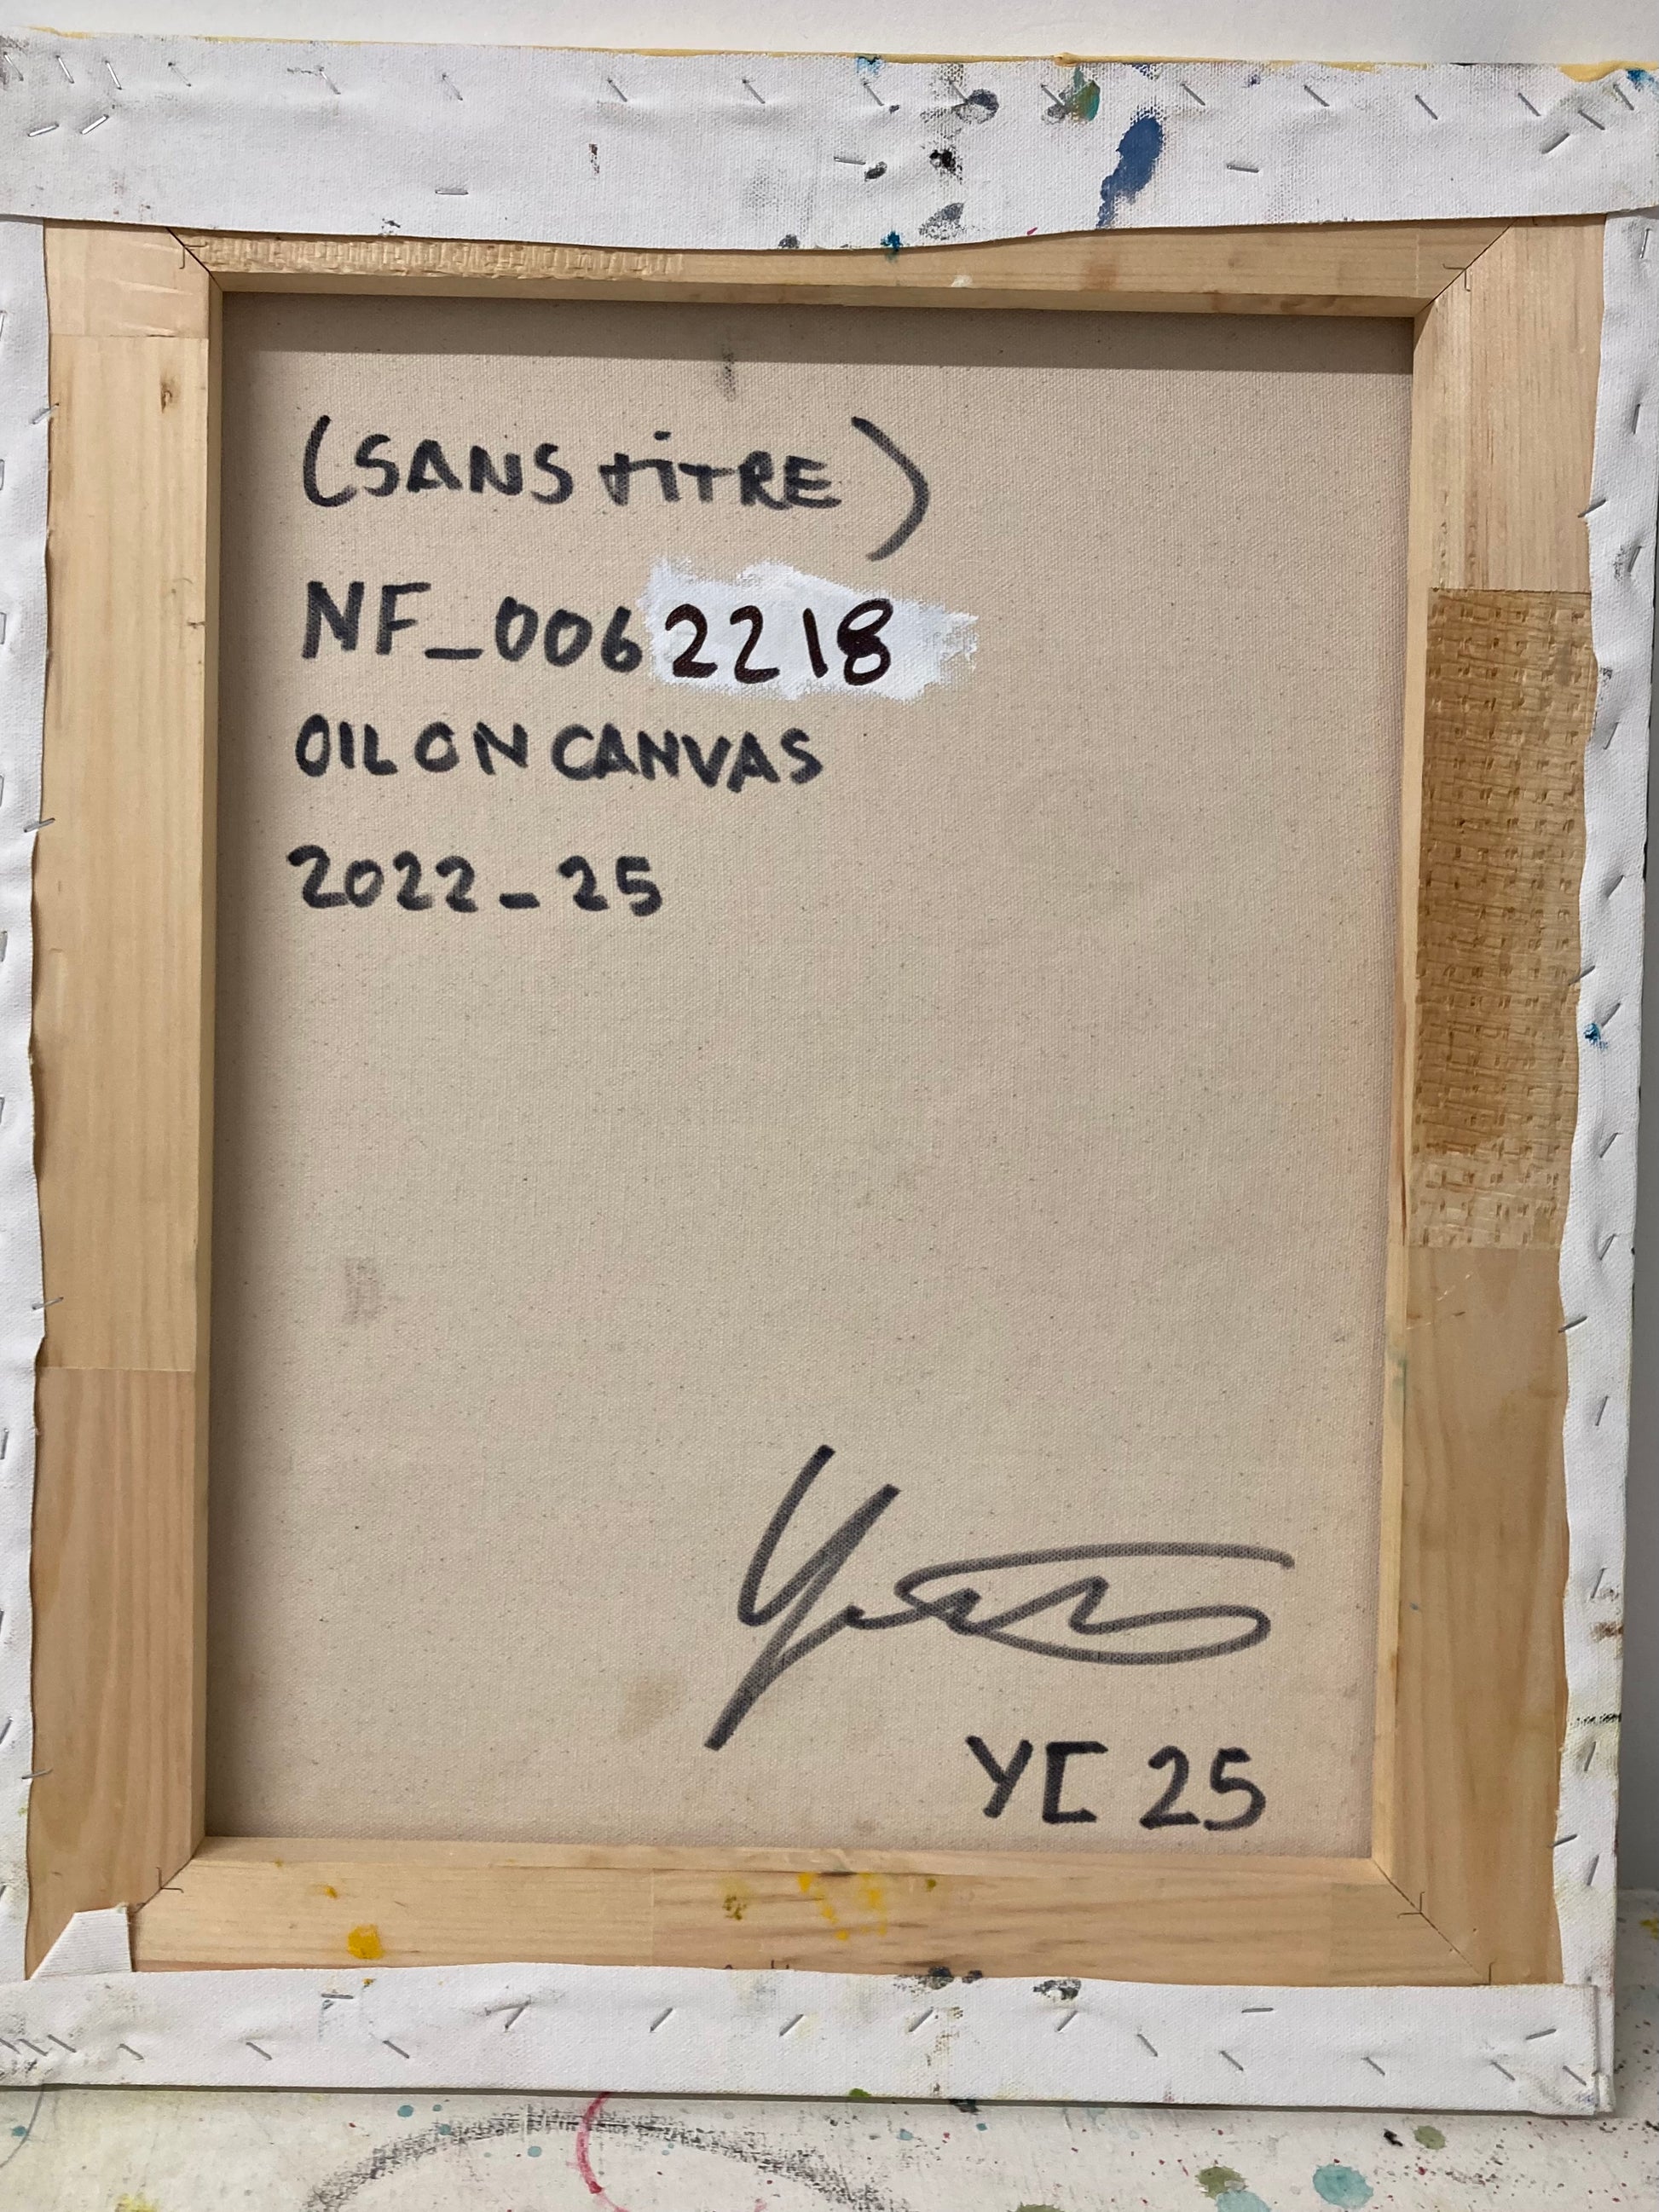 (SANS TiTRE)
NF_0062218
OIL ON CANVAS
2022_25
YC 25